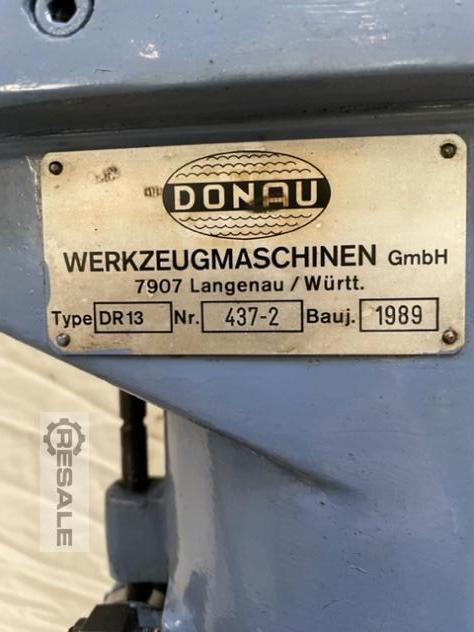 DONAU
WERKZEUGMASCHINEN GmbH
7907 Langenau / Württ.
Type DR13 Nr. 437-2 Bauj. 1989
RESALE